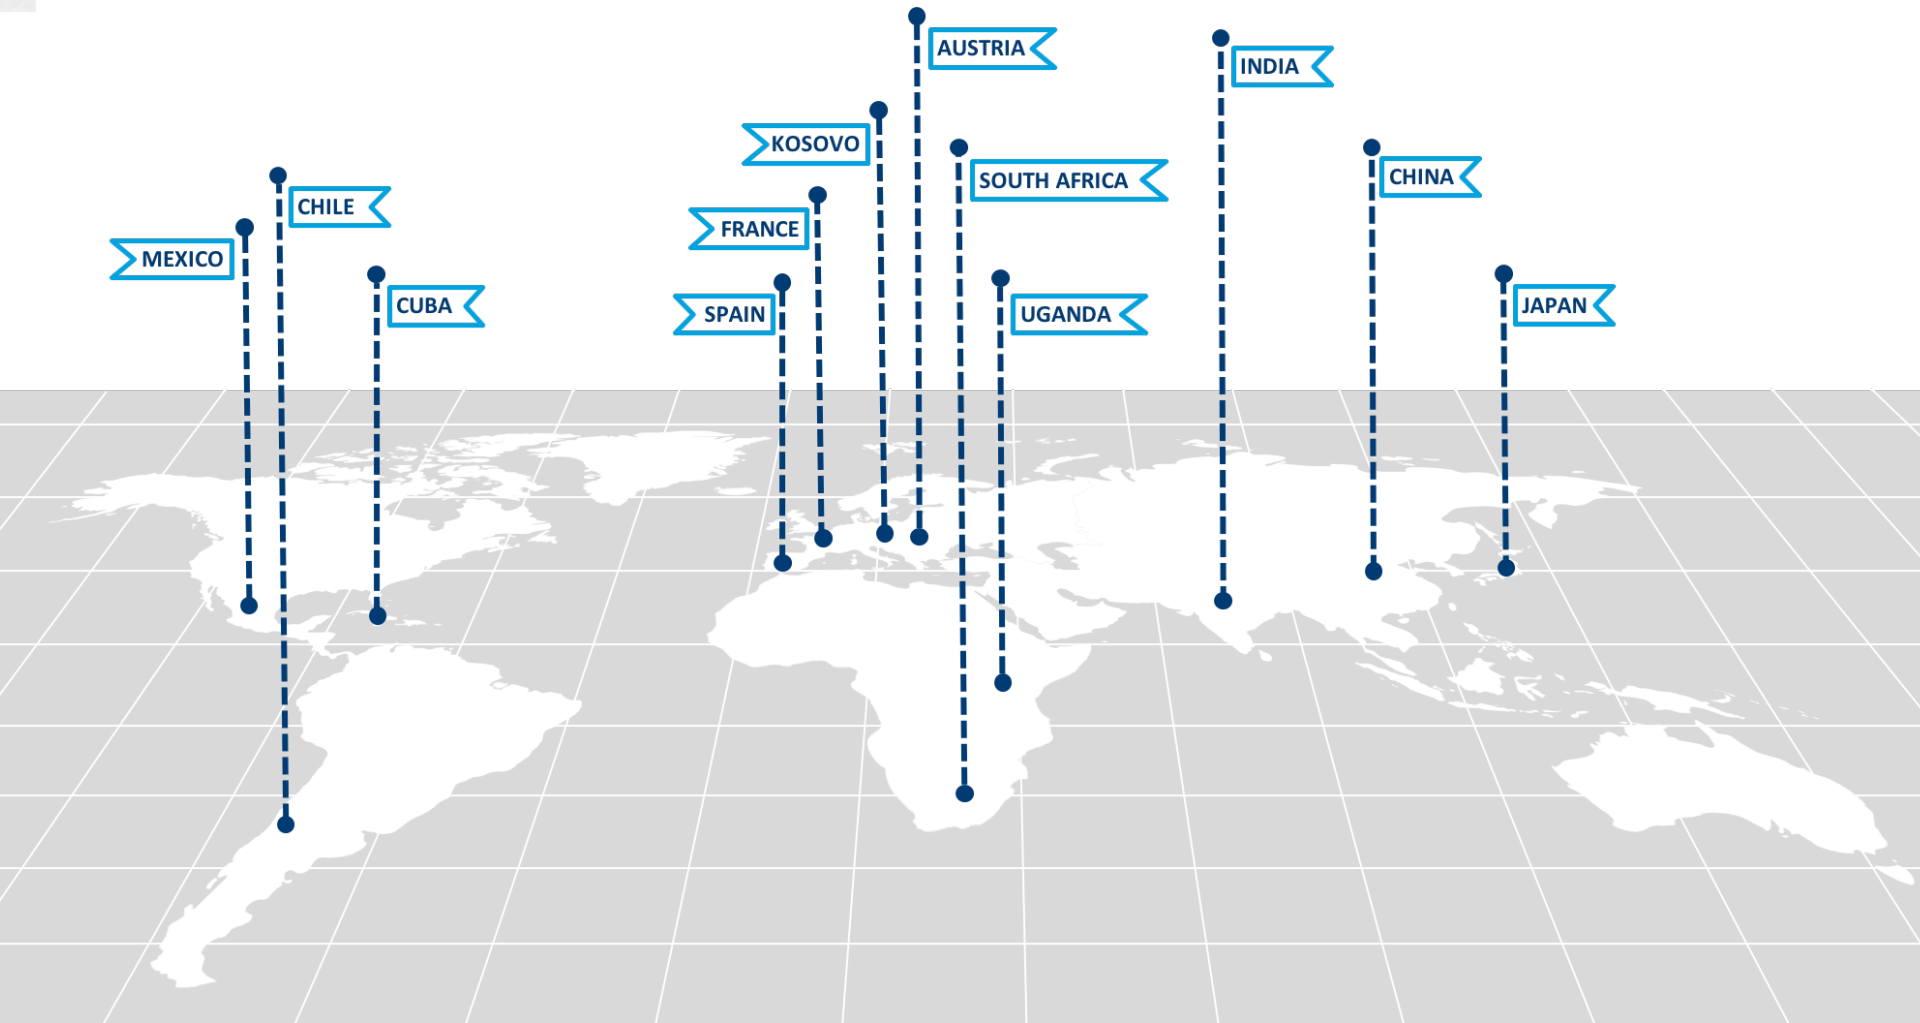 AUSTRIA
INDIA
KOSOVO
SOUTH AFRICA
CHINA
CHILE
FRANCE
MEXICO
CUBA
SPAIN
UGANDA
JAPAN